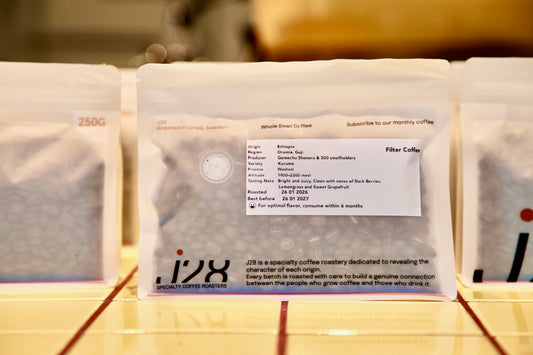 250G
J28
Roasted in Umeå, Sweden
Whole Bean Coffee
Subscribe to our monthly coffee
Filter Coffee
Origin Ethiopia
Region Oromia, Guji
Producer Gemechu Shonora & 500 smallholders
Variety Kurume
Process Washed
Altitude 1900-2200 masl
Tasting Note Bright and Juicy, Clean with notes of Dark Berries,
Lemongrass and Sweet Grapefruit
Roasted 26 01 2026
Best before 26 01 2027
For optimal flavor, consume within 6 months
J28
SPECIALTY COFFEE ROASTERS
J28 is a specialty coffee roastery dedicated to revealing the
character of each origin.
Every batch is roasted with care to build a genuine connection
between the people who grow coffee and those who drink it.